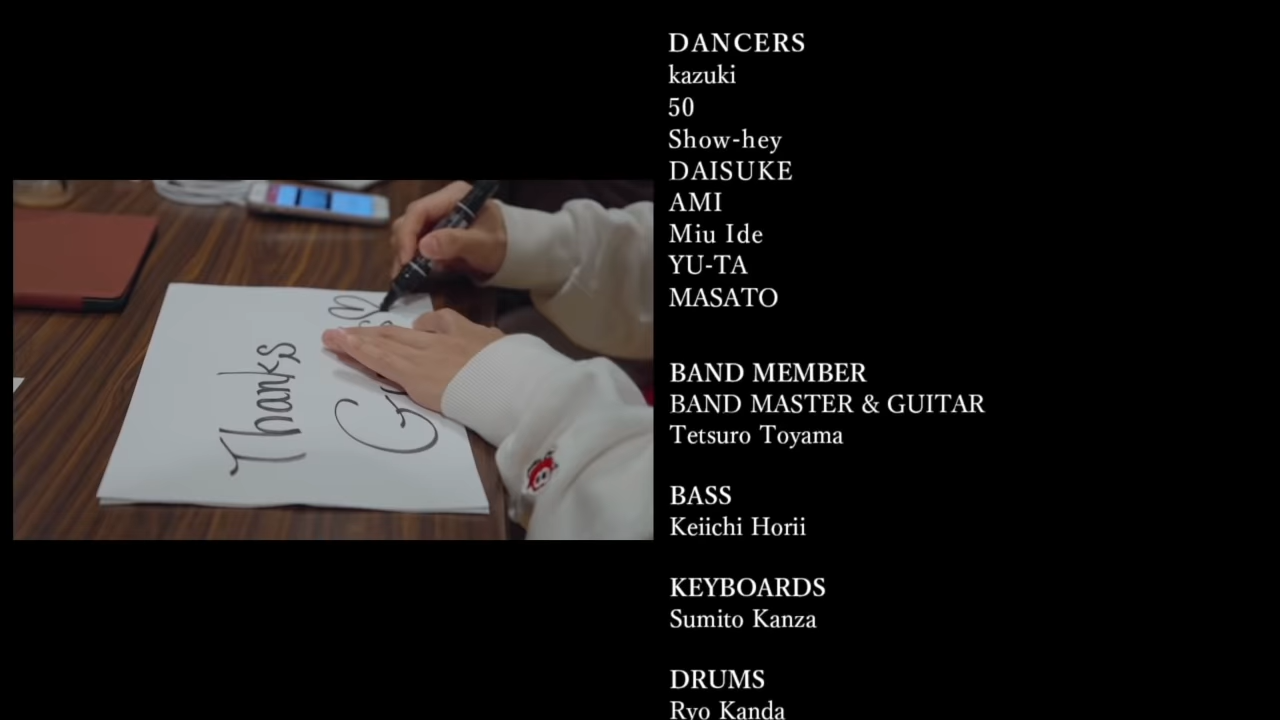 Thanks
DANCERS
kazuki
50
Show-hey
DAISUKE
AMI
Miu Ide
YU-TA
MASATO
BAND MEMBER
BAND MASTER & GUITAR
Tetsuro Toyama
BASS
Keiichi Horii
KEYBOARDS
Sumito Kanza
DRUMS
Ryo Kanda